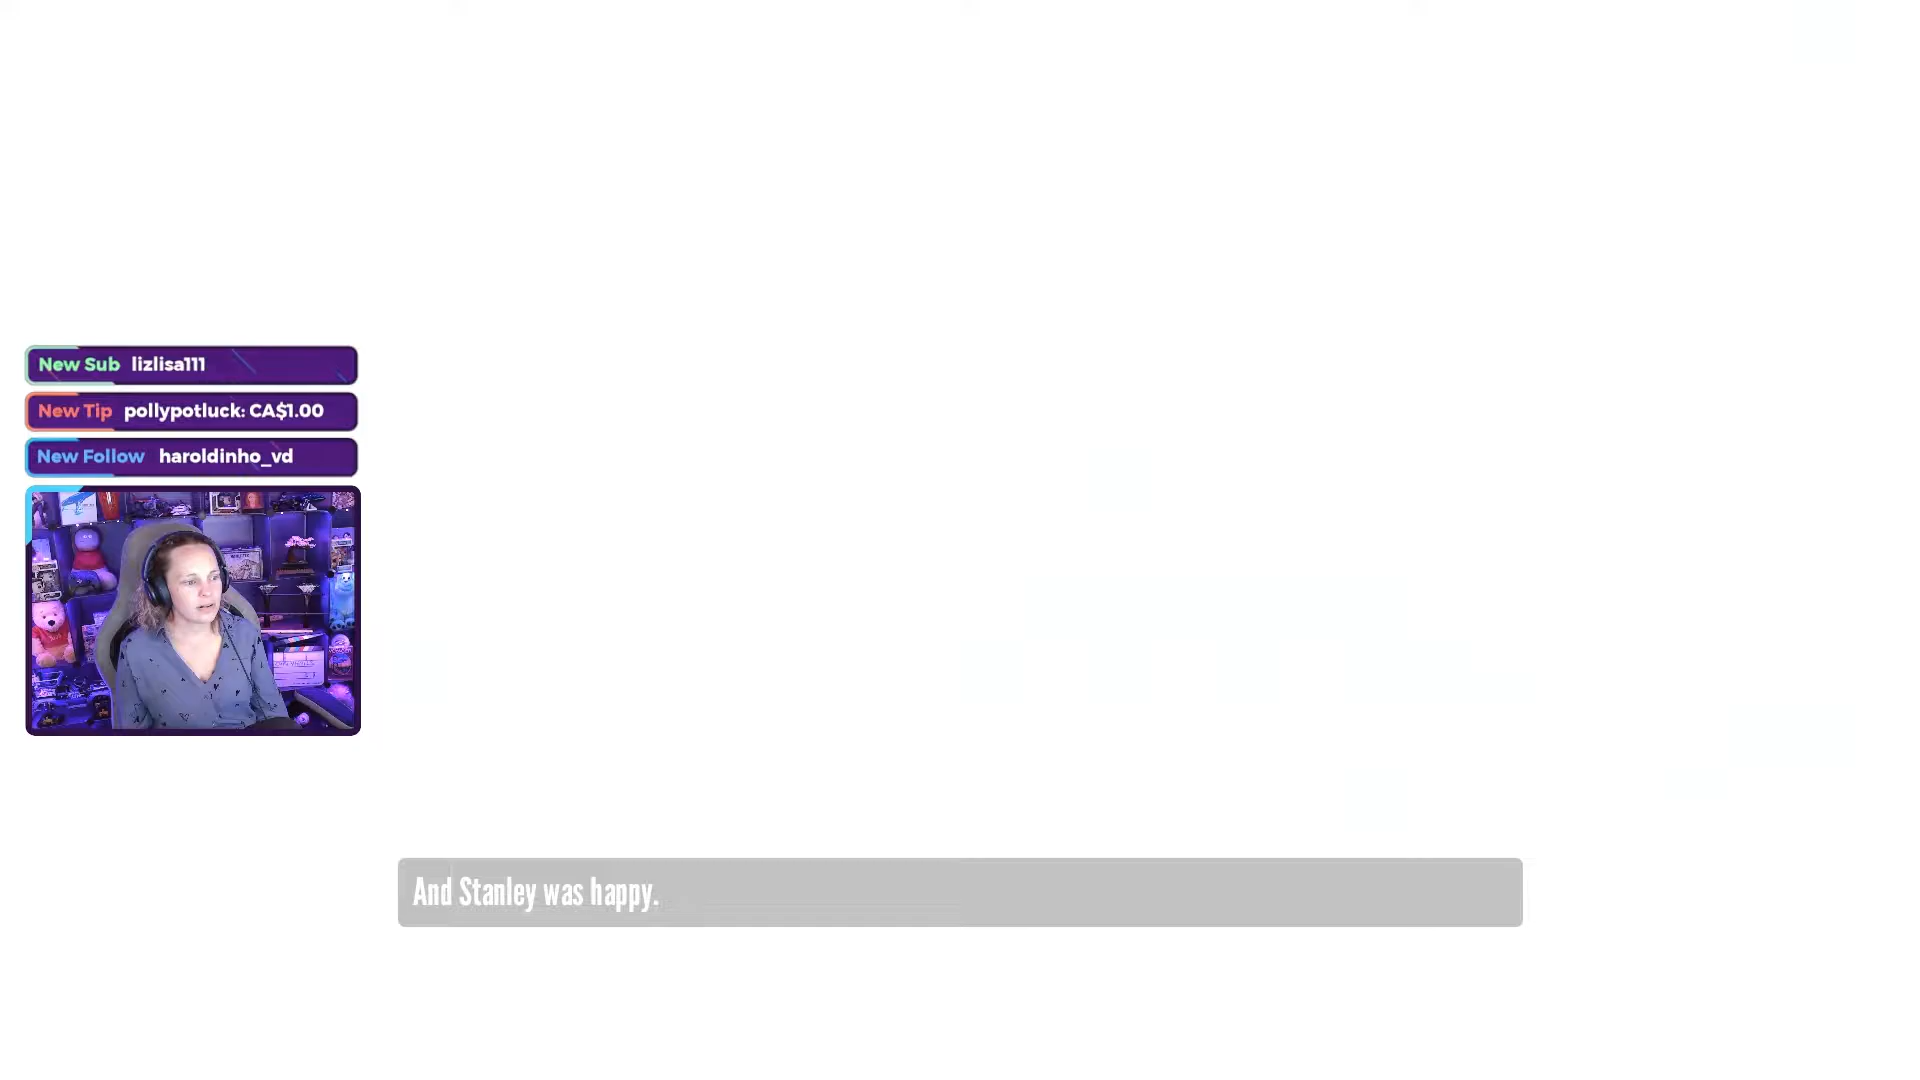 New Sub lizlisa111
New Tip pollypotluck: CA$1.00
New Follow haroldinho_vd
And Stanley was happy.